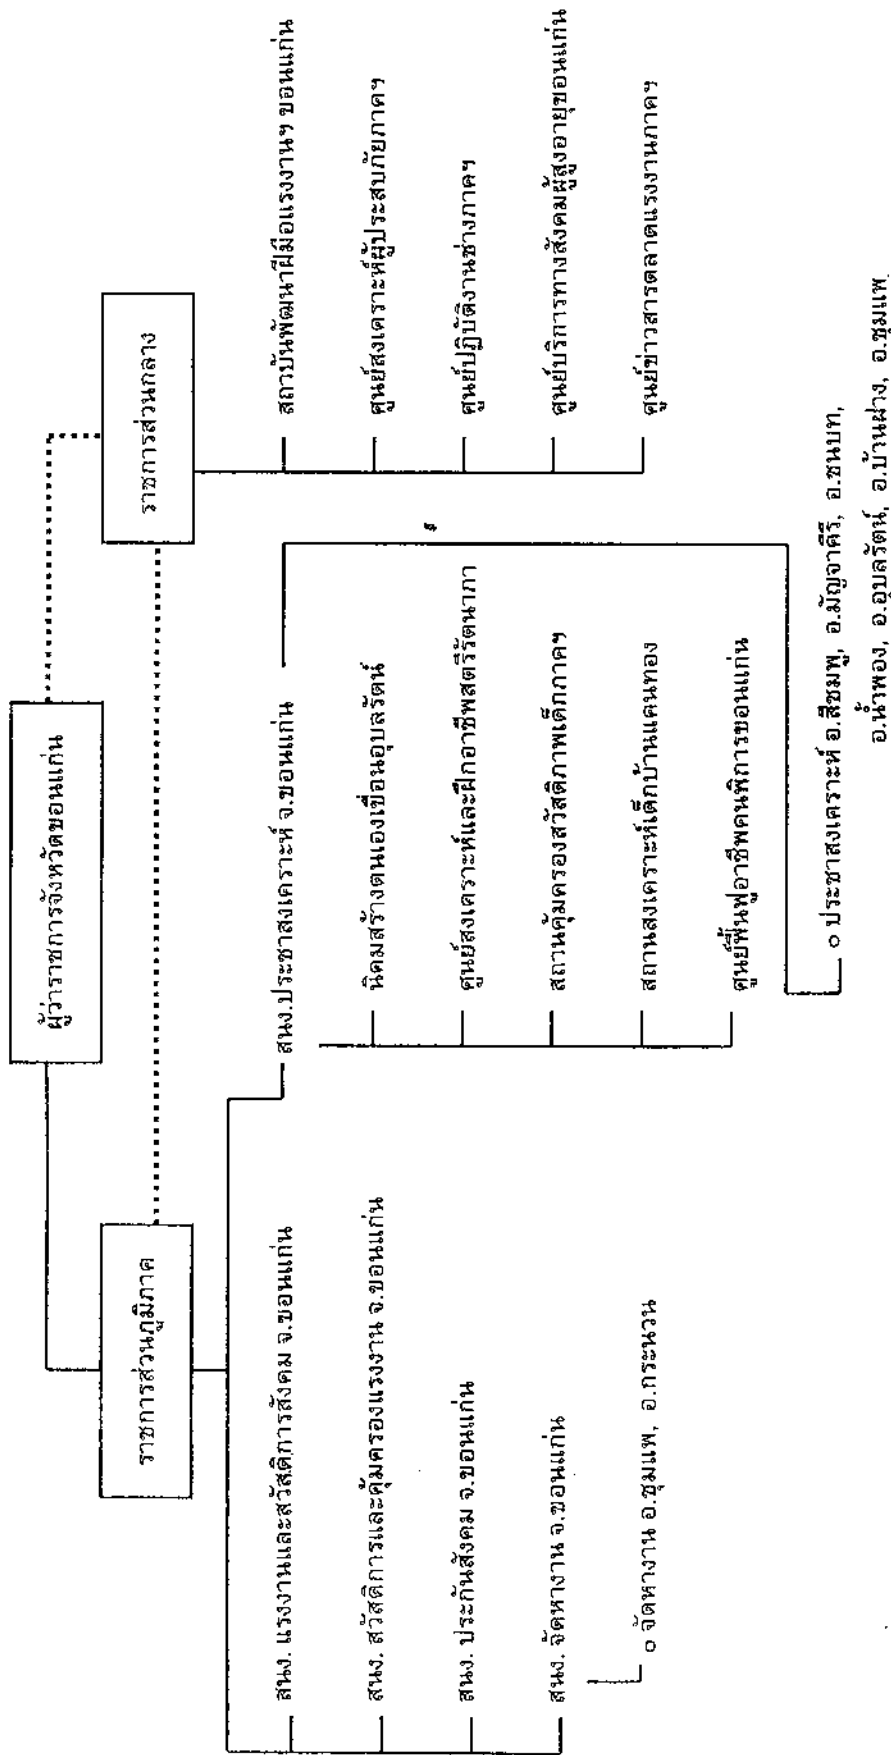 ผู้ว่าราชการจังหวัดขอนแก่น
ราชการส่วนภูมิภาค
ราชการส่วนกลาง
สนง. แรงงานและสวัสดิการสังคม จ.ขอนแก่น
สนง. สวัสดิการและคุ้มครองแรงงาน จ.ขอนแก่น
สนง. ประกันสังคม จ.ขอนแก่น
สนง. จัดหางาน จ.ขอนแก่น
o จัดหางาน อ.ชุมแพ, อ.กระนวน
สนง.ประชาสงเคราะห์ จ.ขอนแก่น
นิคมสร้างตนเองเขื่อนอุบลรัตน์
ศูนย์สงเคราะห์และฝึกอาชีพสตรีรัตนาภา
สถานคุ้มครองสวัสดิภาพเด็กภาคฯ
สถานสงเคราะห์เด็กบ้านแคนทอง
ศูนย์ฟื้นฟูอาชีพคนพิการขอนแก่น
o ประชาสงเคราะห์ อ.สีชมพู, อ.มัญจาคีรี, อ.ชนบท,
อ.น้ำพอง, อ.อุบลรัตน์, อ.บ้านฝาง, อ.ชุมแพ
สถาบันพัฒนาฝีมือแรงงานฯ ขอนแก่น
ศูนย์สงเคราะห์ผู้ประสบภัยภาคฯ
ศูนย์ปฏิบัติงานช่างภาคฯ
ศูนย์บริการทางสังคมผู้สูงอายุขอนแก่น
ศูนย์ข่าวสารตลาดแรงงานภาคฯ